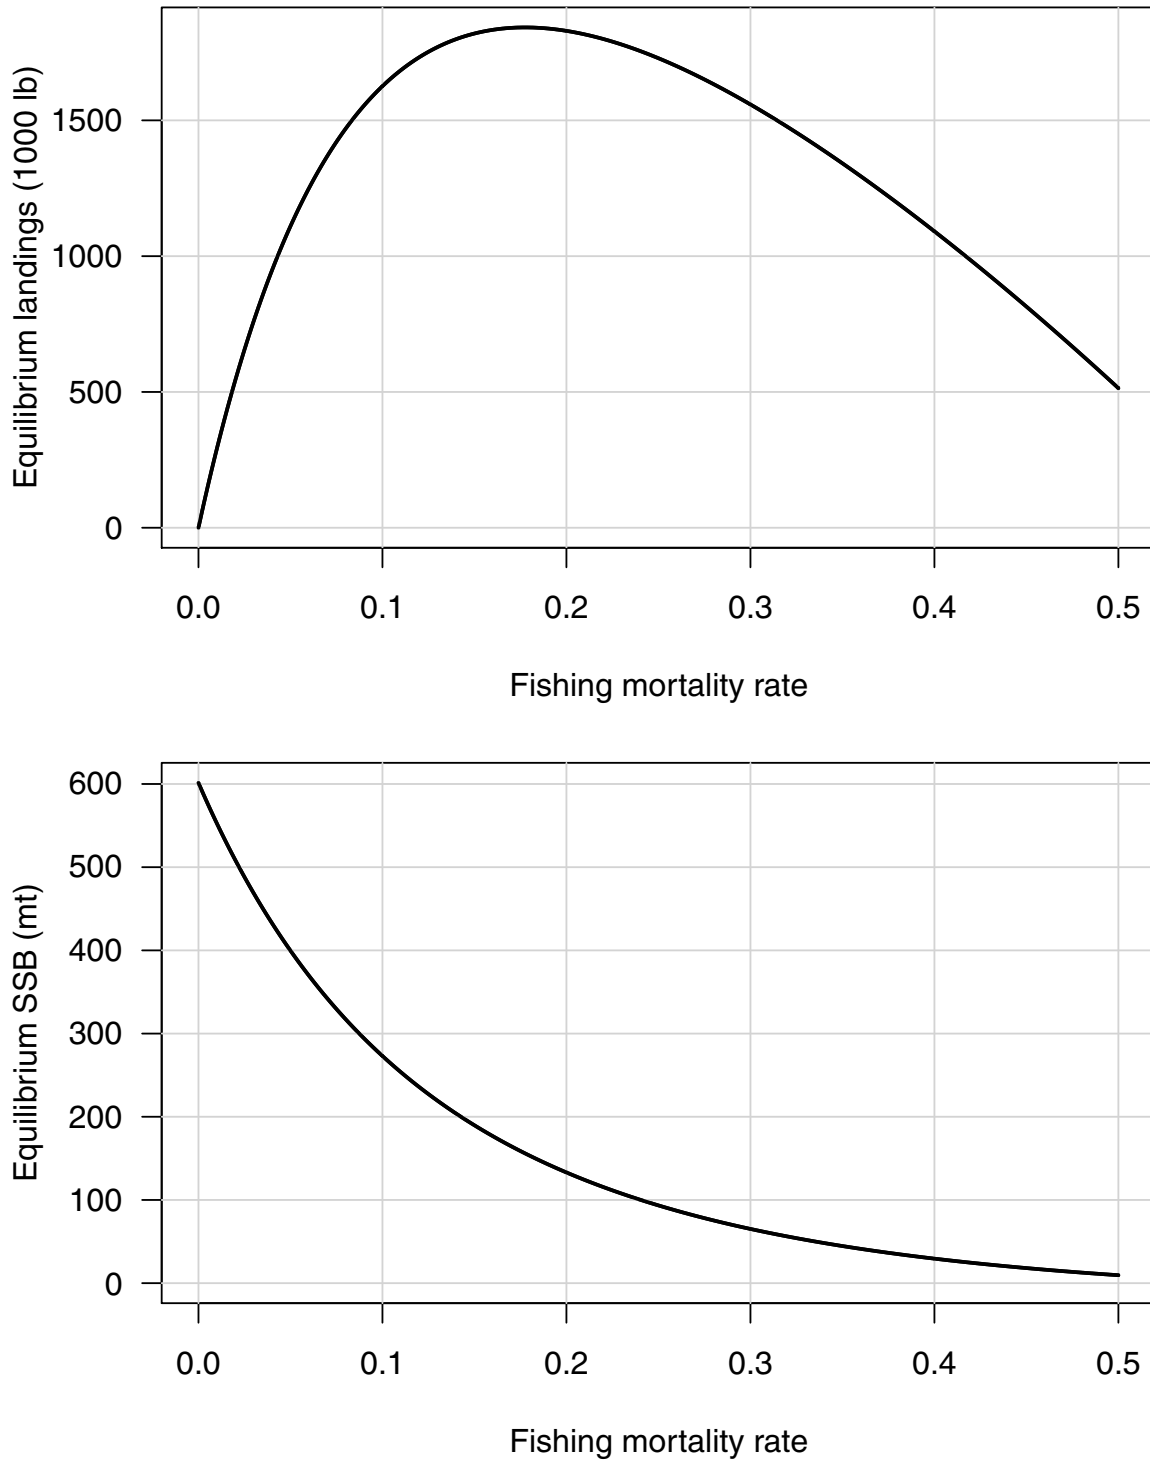 Equilibrium landings (1000 lb)
1500
1000
500
0
0.0 0.1 0.2 0.3 0.4 0.5
Fishing mortality rate
Equilibrium SSB (mt)
600
500
400
300
200
100
0
0.0 0.1 0.2 0.3 0.4 0.5
Fishing mortality rate